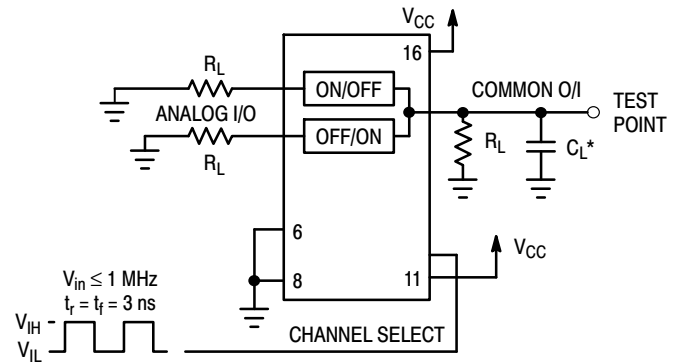 V_CC
16
R_L
ON/OFF
COMMON O/I
TEST
POINT
ANALOG I/O
OFF/ON
R_L
R_L
C_L*
6
V_CC
8
11
V_in ≤ 1 MHz
t_r = t_f = 3 ns
V_IH
V_IL
CHANNEL SELECT